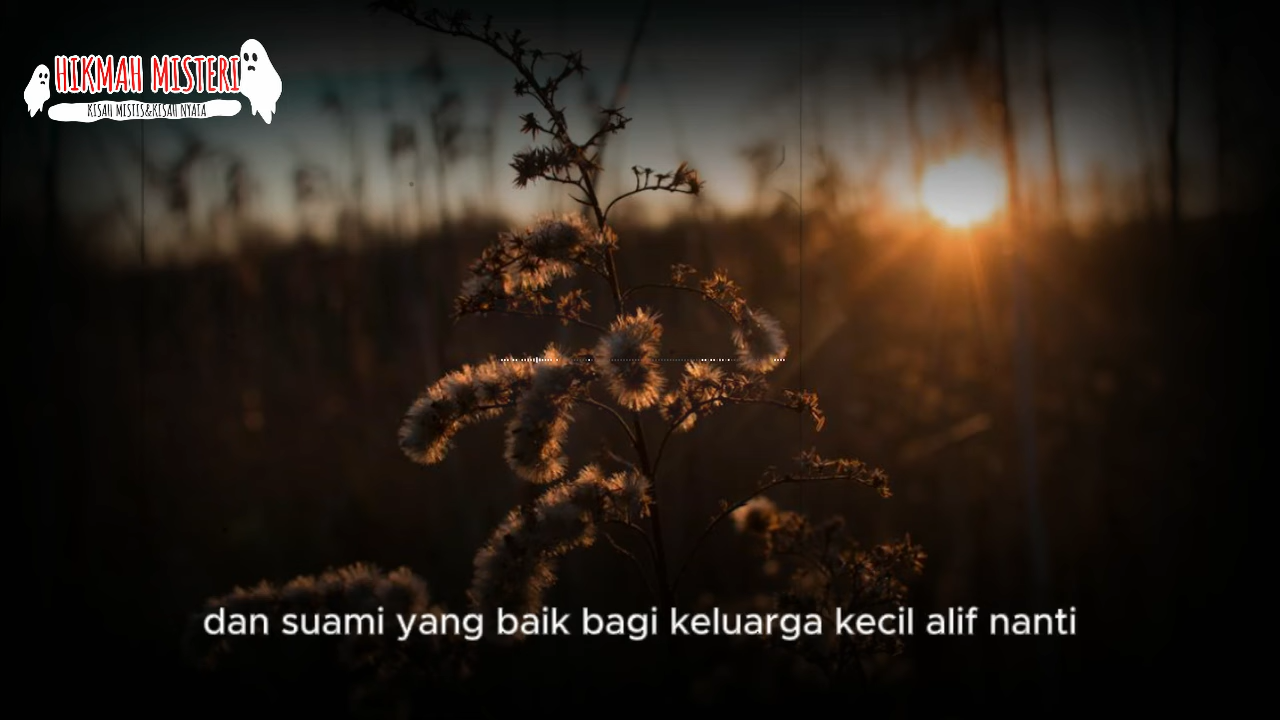 HIKMAH MISTERI
KISAH MISTIS&KISAH NYATA
dan suami yang baik bagi keluarga kecil alif nanti